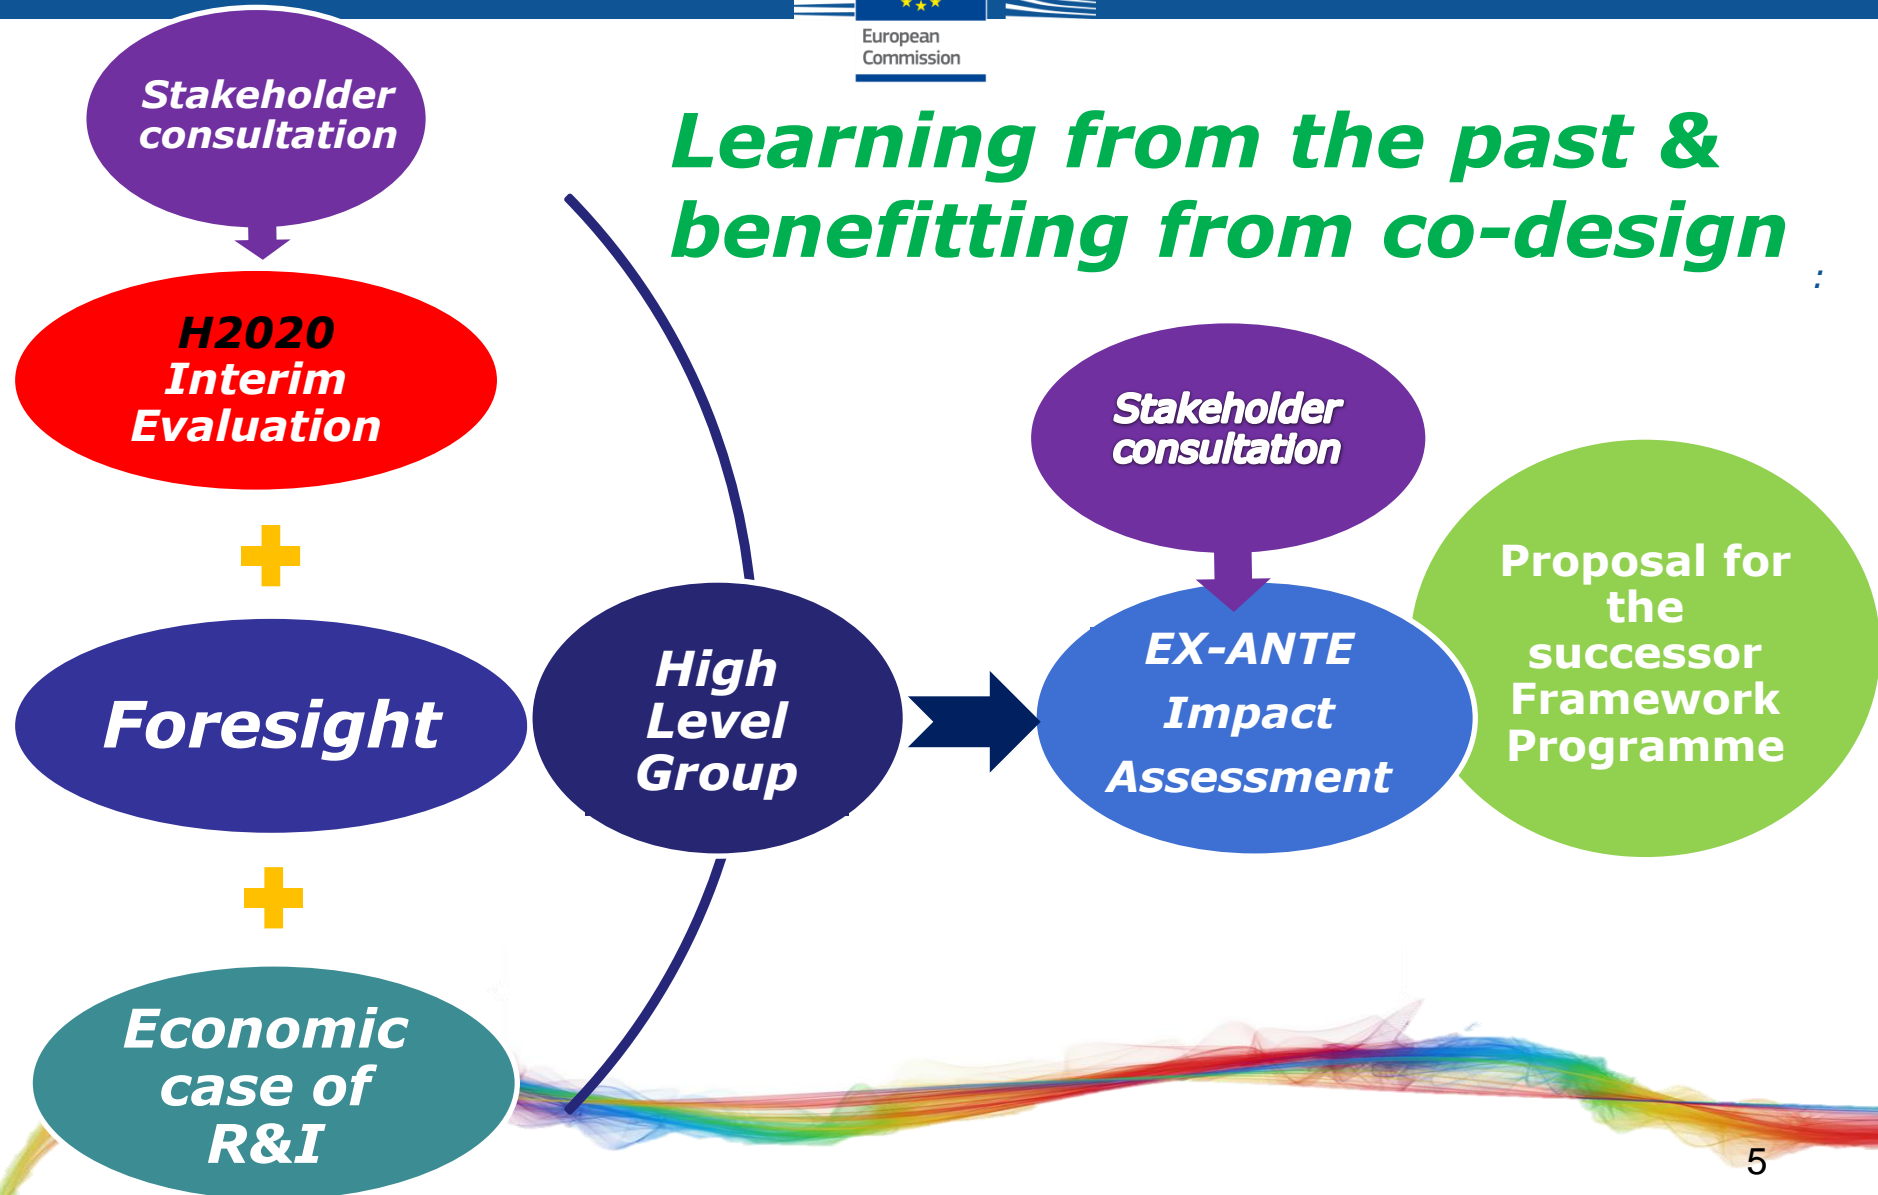 European
Commission
Learning from the past &
benefitting from co-design
:
Stakeholder
consultation
H2020
Interim
Evaluation
Foresight
Economic
case of
R&I
High
Level
Group
Stakeholder
consultation
EX-ANTE
Impact
Assessment
Proposal for
the
successor
Framework
Programme
5